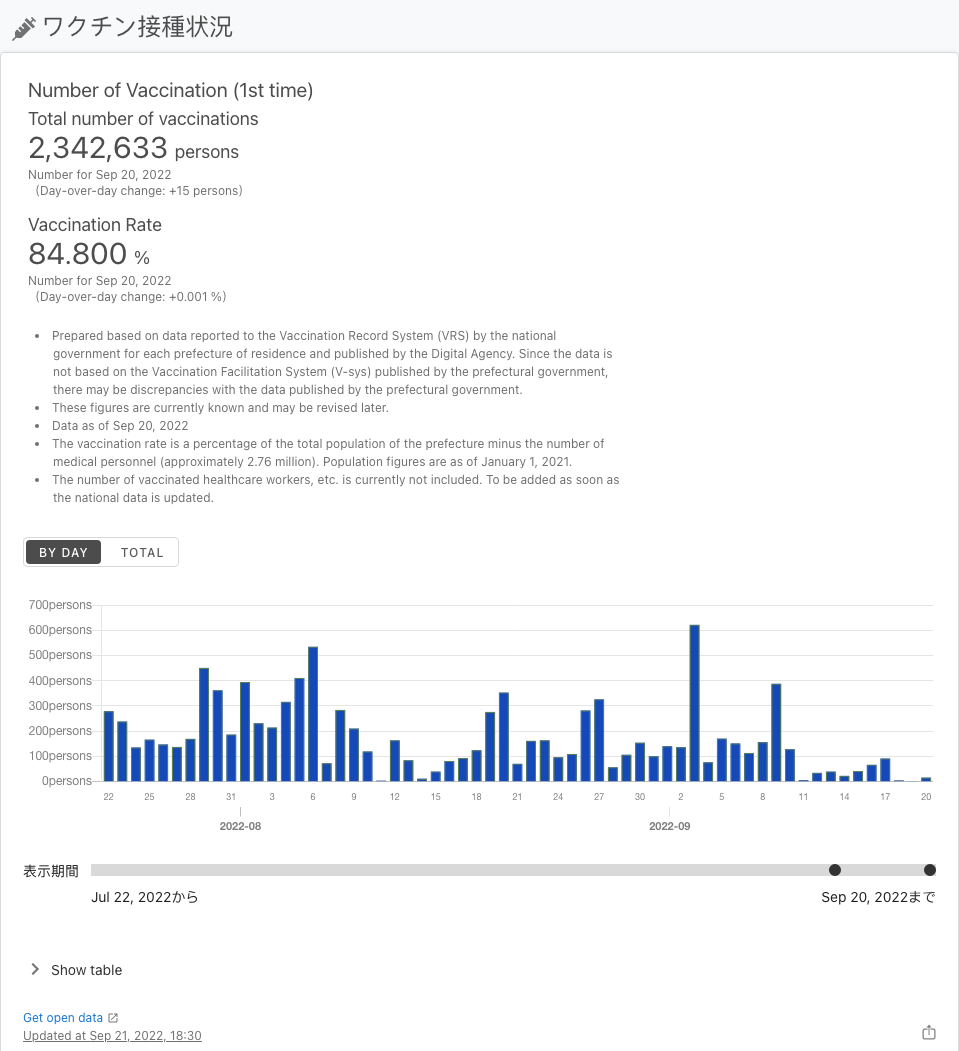 ワクチン接種状況
Number of Vaccination (1st time)
Total number of vaccinations
2,342,633 persons
Number for Sep 20, 2022
(Day-over-day change: +15 persons)
Vaccination Rate
84.800 %
Number for Sep 20, 2022
(Day-over-day change: +0.001 %)
• Prepared based on data reported to the Vaccination Record System (VRS) by the national
government for each prefecture of residence and published by the Digital Agency. Since the data is
not based on the Vaccination Facilitation System (V-sys) published by the prefectural government,
there may be discrepancies with the data published by the prefectural government.
• These figures are currently known and may be revised later.
• Data as of Sep 20, 2022
• The vaccination rate is a percentage of the total population of the prefecture minus the number of
medical personnel (approximately 2.76 million). Population figures are as of January 1, 2021.
• The number of vaccinated healthcare workers, etc. is currently not included. To be added as soon as
the national data is updated.
BY DAY TOTAL
700persons
600persons
500persons
400persons
300persons
200persons
100persons
0persons
22 25 28 31 3 6 9 12 15 18 21 24 27 30 2 5 8 11 14 17 20
2022-08 2022-09
表示期間
Jul 22, 2022から Sep 20, 2022まで
Show table
Get open data
Updated at Sep 21, 2022, 18:30